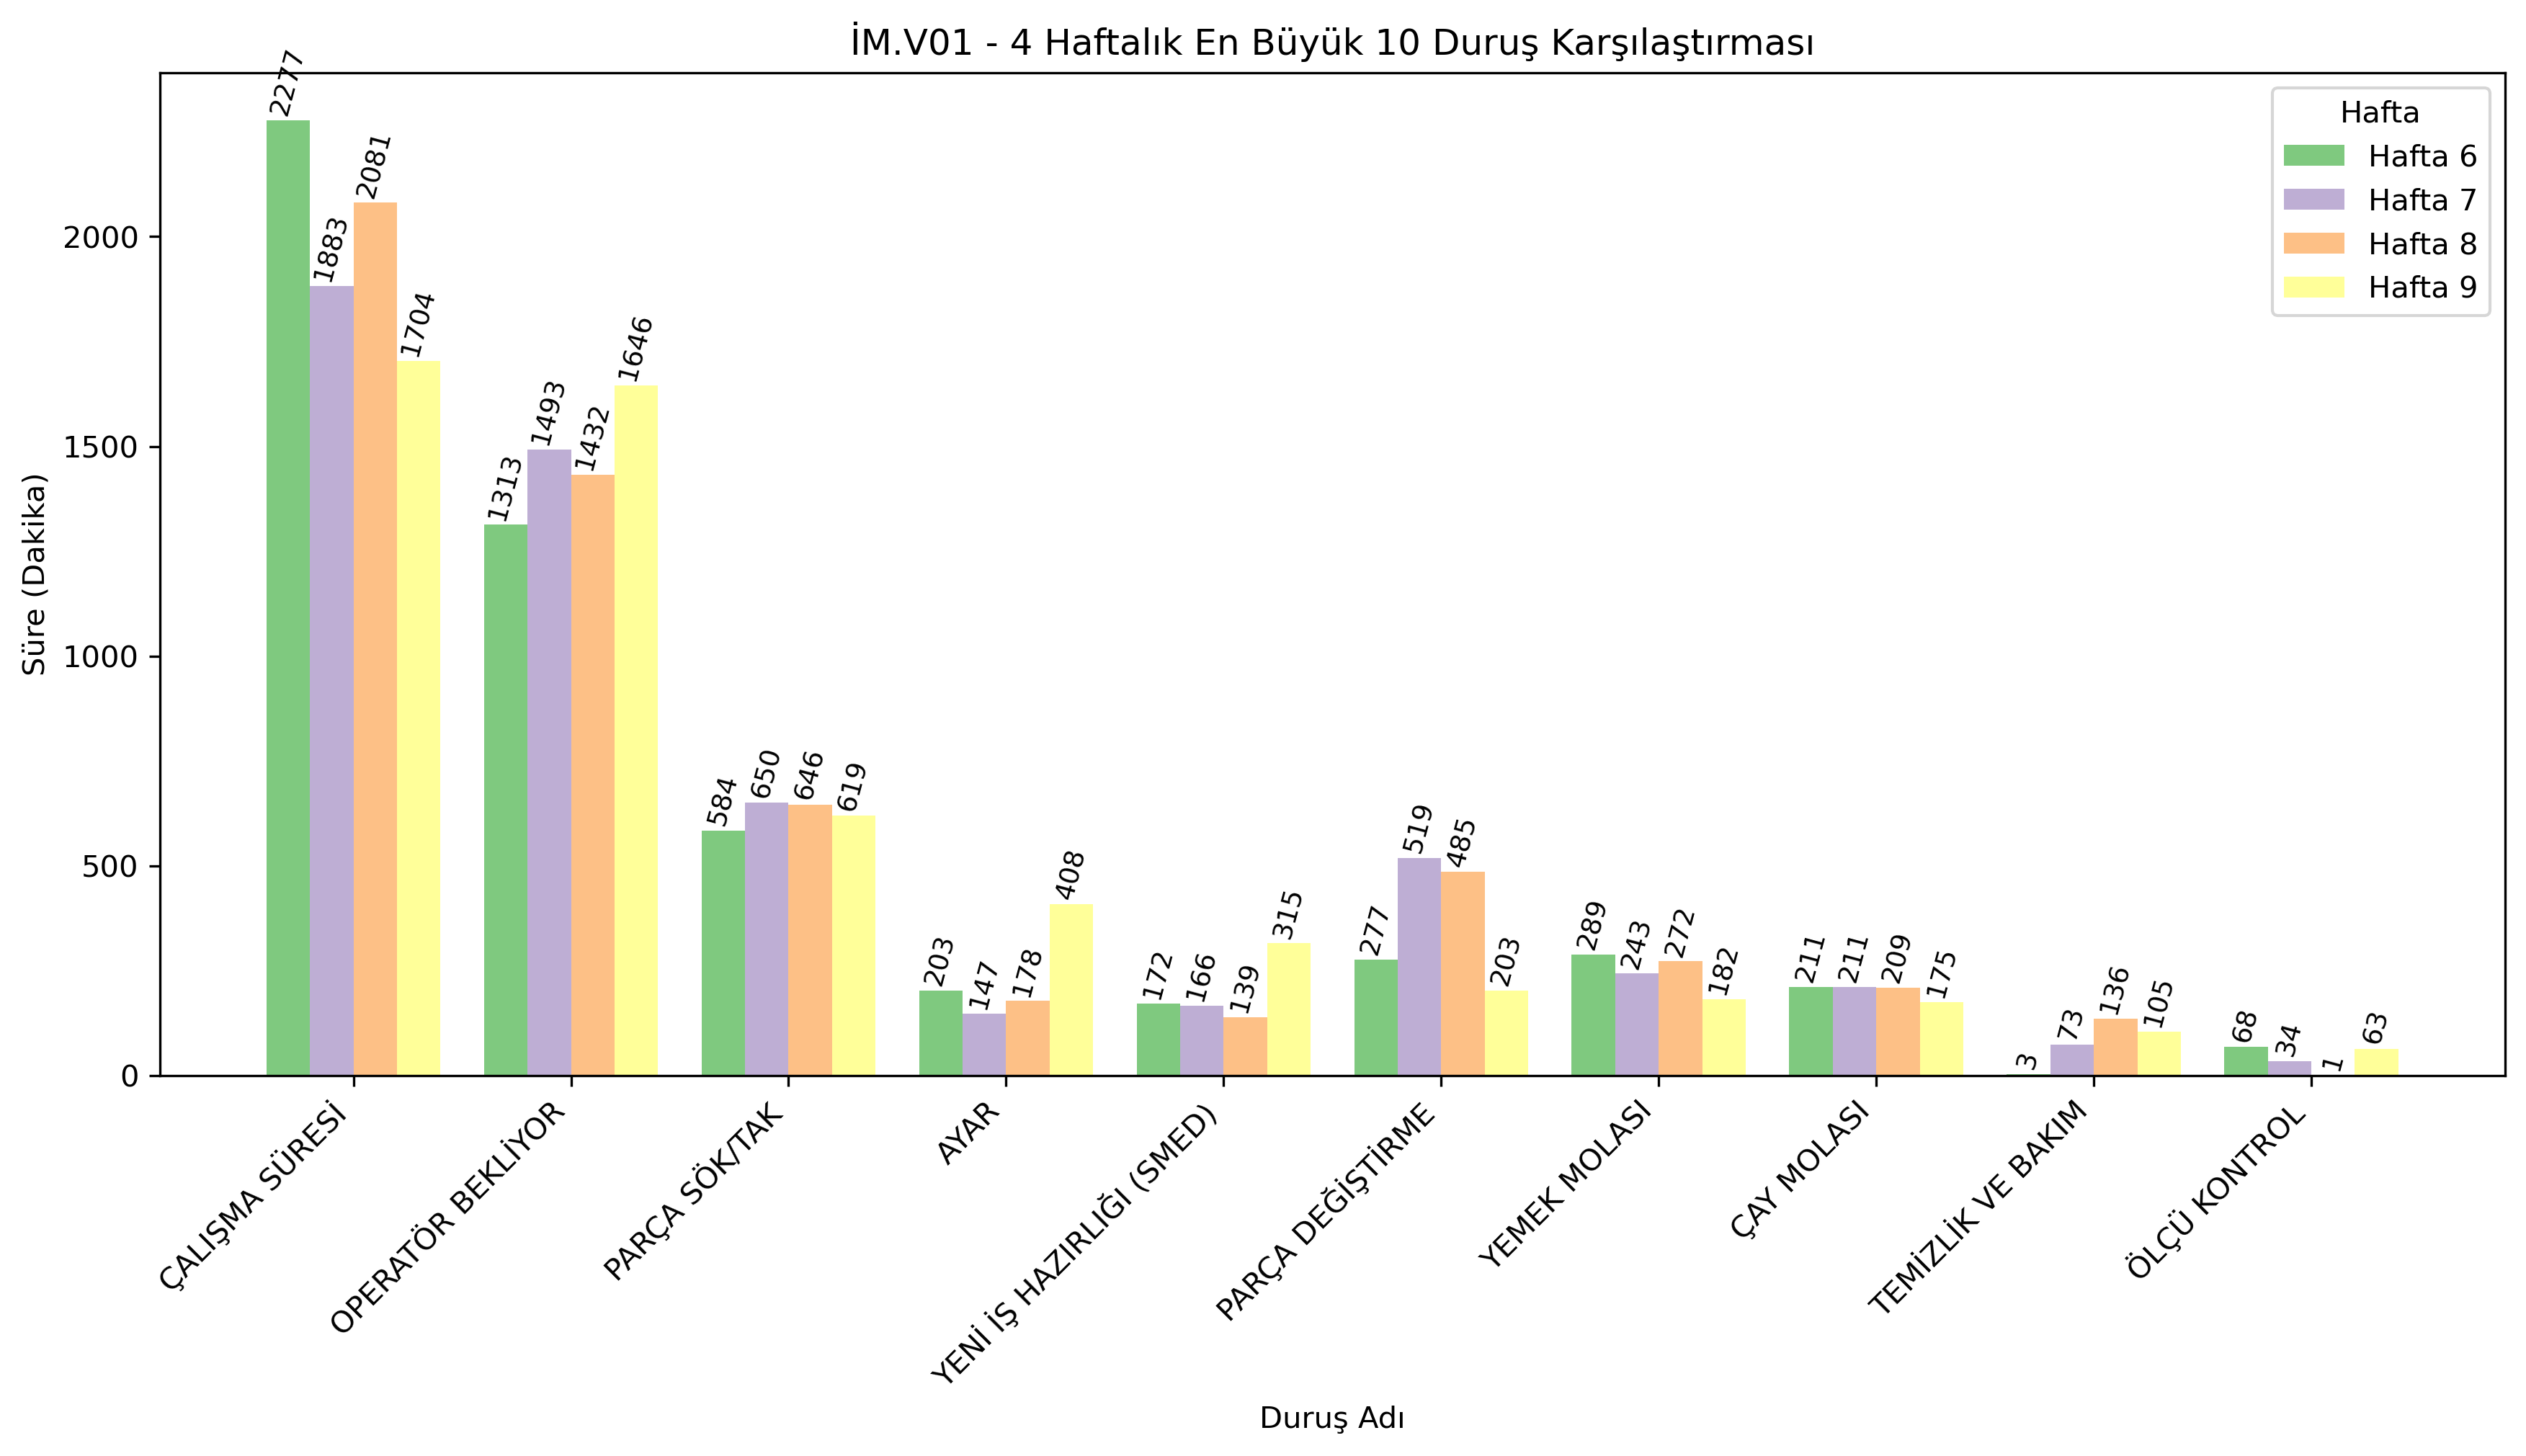 İM.V01 - 4 Haftalık En Büyük 10 Duruş Karşılaştırması
Hafta
Hafta 6
Hafta 7
Hafta 8
Hafta 9
Süre (Dakika)
2000
1500
1000
500
0
2277
1883
2081
1704
1313
1493
1432
1646
584
650
646
619
203
147
178
408
172
166
139
315
277
519
485
203
289
243
272
182
211
211
209
175
3
73
136
105
68
34
1
63
ÇALIŞMA SÜRESİ
OPERATÖR BEKLİYOR
PARÇA SÖK/TAK
AYAR
YENİ İŞ HAZIRLIĞI (SMED)
PARÇA DEĞİŞTİRME
YEMEK MOLASI
ÇAY MOLASI
TEMİZLİK VE BAKIM
ÖLÇÜ KONTROL
Duruş Adı